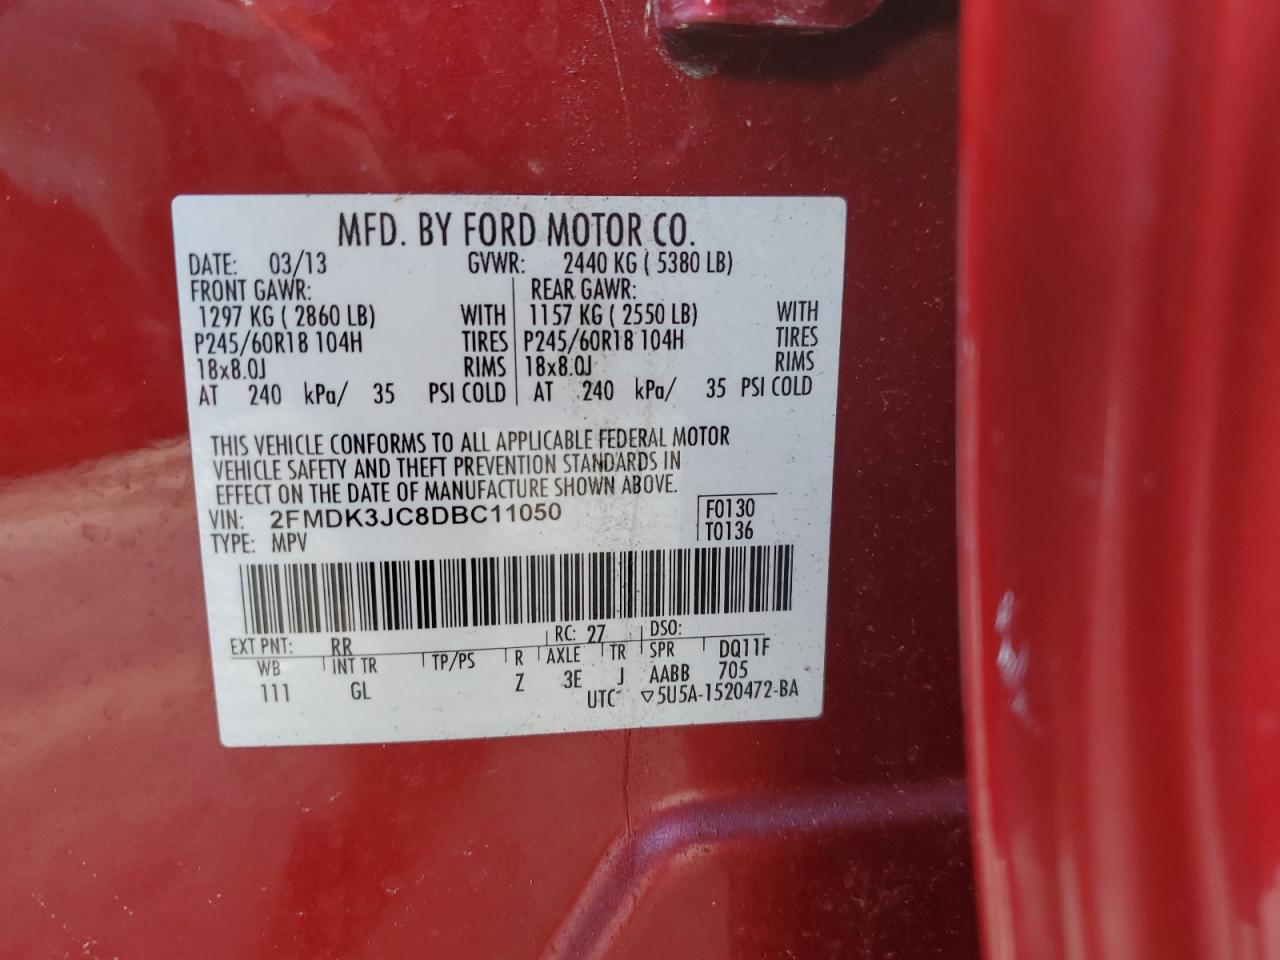 MFD. BY FORD MOTOR CO.
DATE: 03/13 GVWR: 2440 KG ( 5380 LB)
FRONT GAWR: REAR GAWR:
1297 KG ( 2860 LB) WITH 1157 KG ( 2550 LB) WITH
P245/60R18 104H TIRES P245/60R18 104H TIRES
18x8.0J RIMS 18x8.0J RIMS
AT 240 kPa/ 35 PSI COLD AT 240 kPa/ 35 PSI COLD
THIS VEHICLE CONFORMS TO ALL APPLICABLE FEDERAL MOTOR
VEHICLE SAFETY AND THEFT PREVENTION STANDARDS IN
EFFECT ON THE DATE OF MANUFACTURE SHOWN ABOVE.
VIN: 2FMDK3JC8DBC11050 F0130
TYPE: MPV T0136
EXT PNT: RR RC: 27 DSO:
WB INT TR TP/PS R AXLE TR SPR DQ11F
111 GL Z 3E J AABB 705
UTC ▽5U5A-1520472-BA